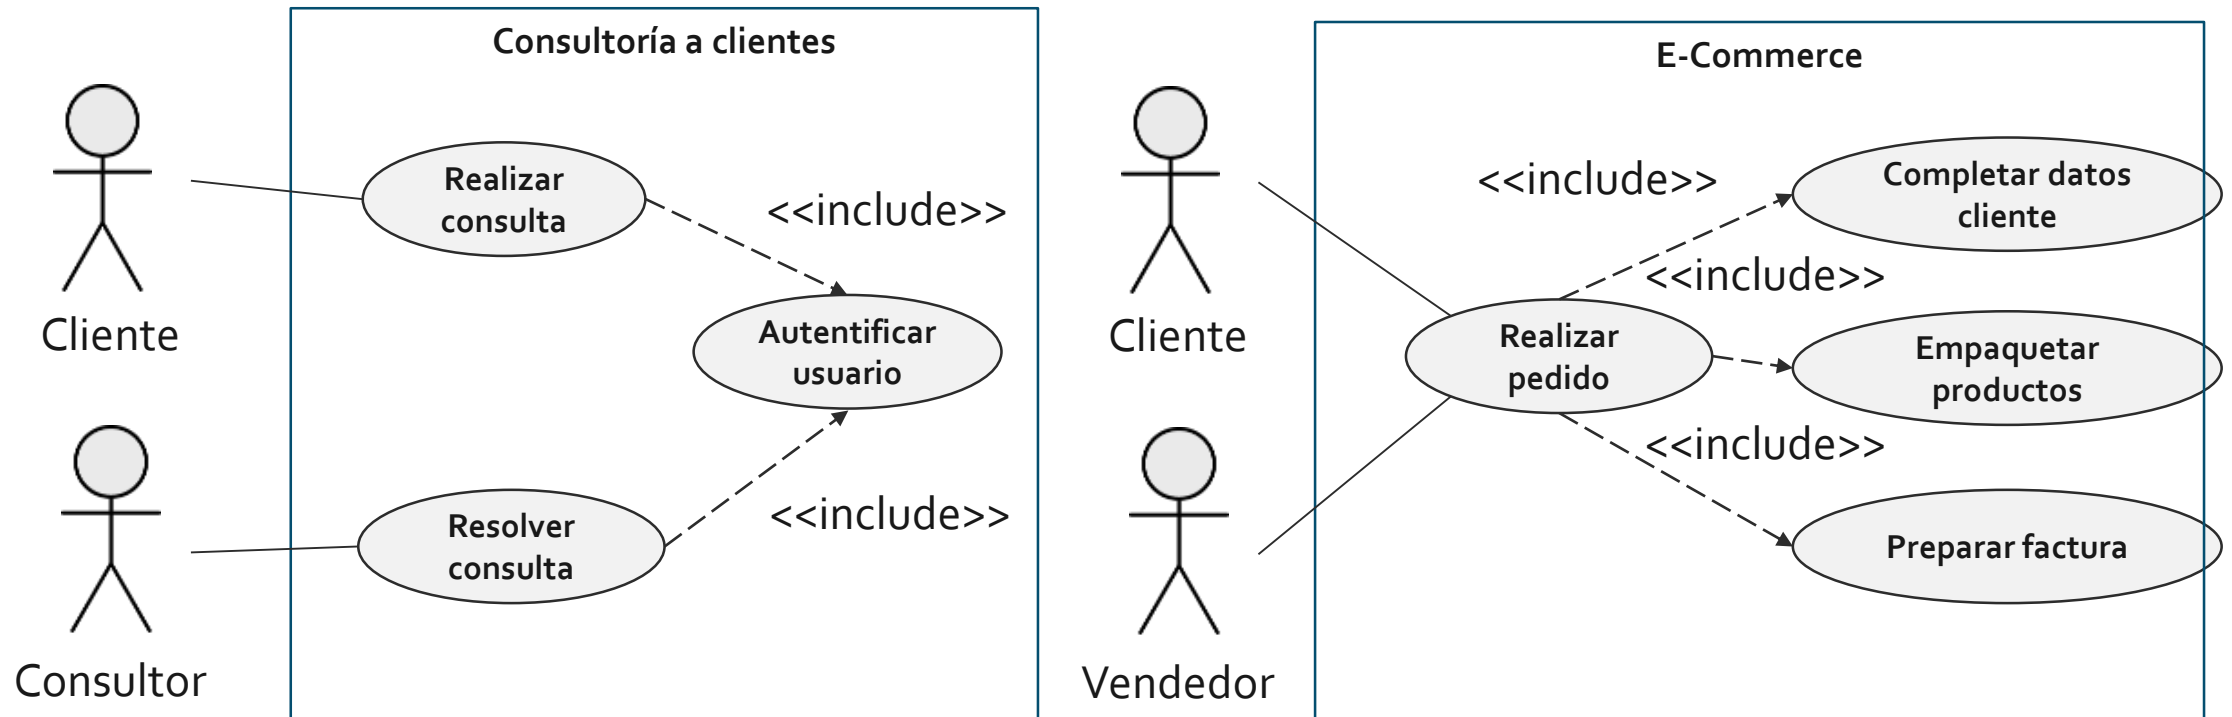 Consultoría a clientes
Realizar
consulta
<<include>>
Autentificar
usuario
Cliente
Resolver
consulta
<<include>>
Consultor
E-Commerce
<<include>>
Completar datos
cliente
<<include>>
Cliente
Realizar
pedido
Empaquetar
productos
<<include>>
Preparar factura
Vendedor